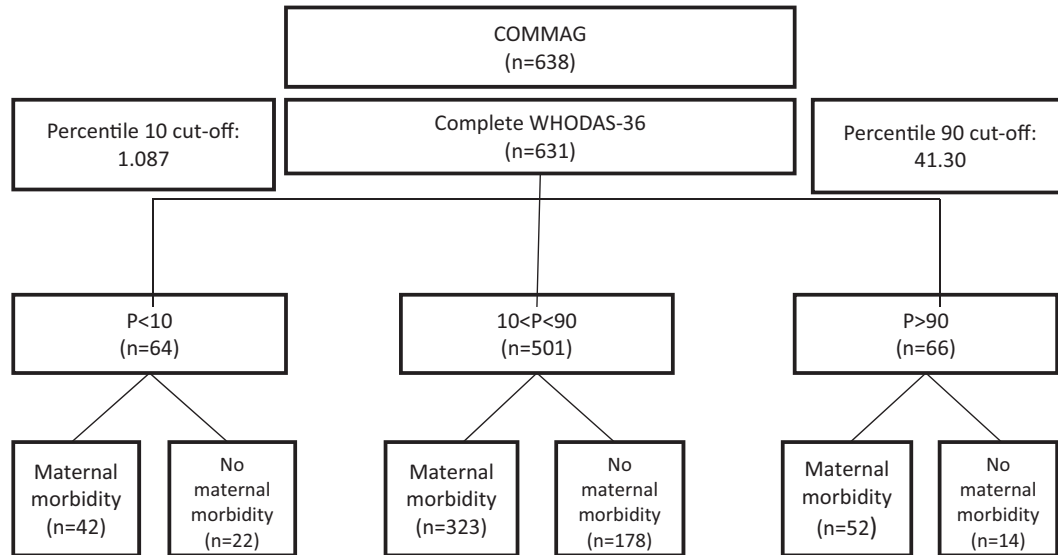 COMMAG
(n=638)
Percentile 10 cut-off:
1.087
Complete WHODAS-36
(n=631)
Percentile 90 cut-off:
41.30
P<10
(n=64)
10<P<90
(n=501)
P>90
(n=66)
Maternal
morbidity
(n=42)
No
maternal
morbidity
(n=22)
Maternal
morbidity
(n=323)
No
maternal
morbidity
(n=178)
Maternal
morbidity
(n=52)
No
maternal
morbidity
(n=14)